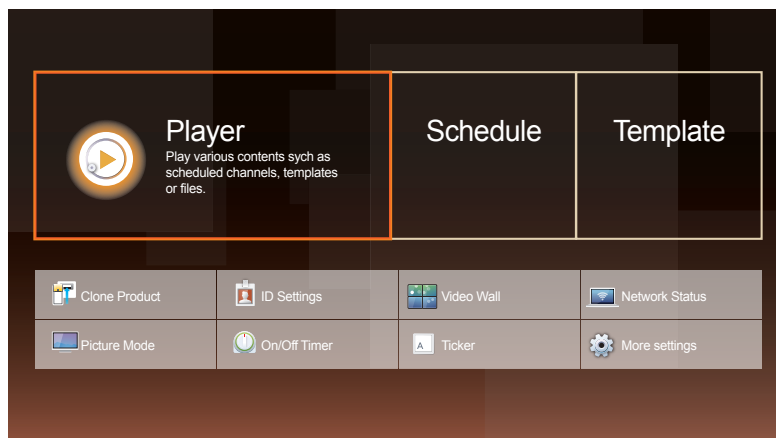 Player
Play various contents sych as
scheduled channels, templates
or files.
Schedule
Template
Clone Product
ID Settings
Video Wall
Network Status
Picture Mode
On/Off Timer
A
Ticker
More settings